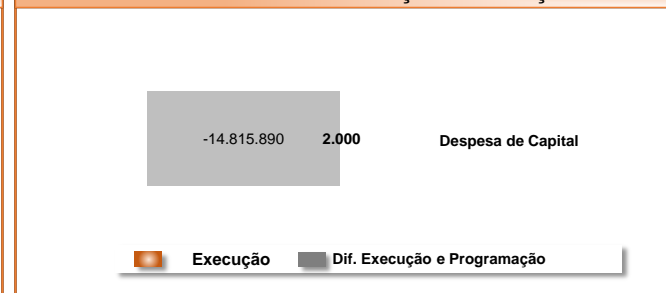 -14.815.890 2.000 Despesa de Capital
Execução Dif. Execução e Programação